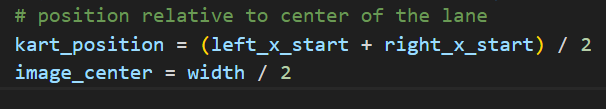 # position relative to center of the lane
kart_position = (left_x_start + right_x_start) / 2
image_center = width / 2